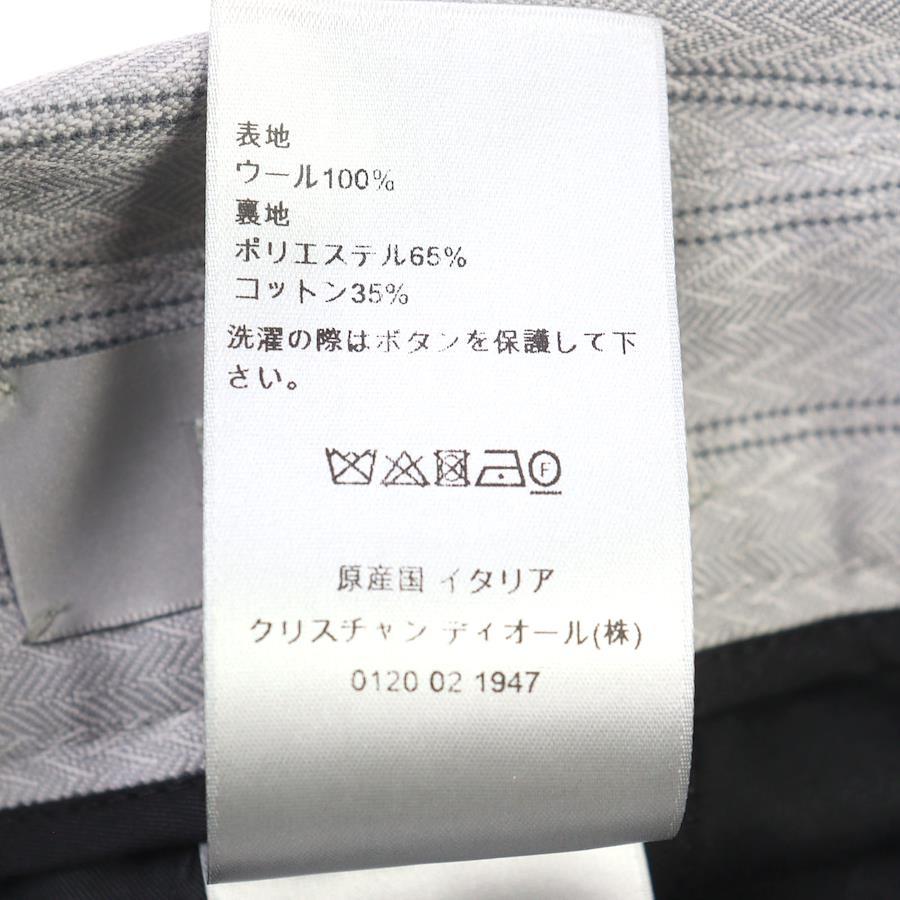 表地
ウール100%
裏地
ポリエステル65%
コットン35%
洗濯の際はボタンを保護して下
さい。
F
原産国 イタリア
クリスチャン ディオール(株)
0120 02 1947